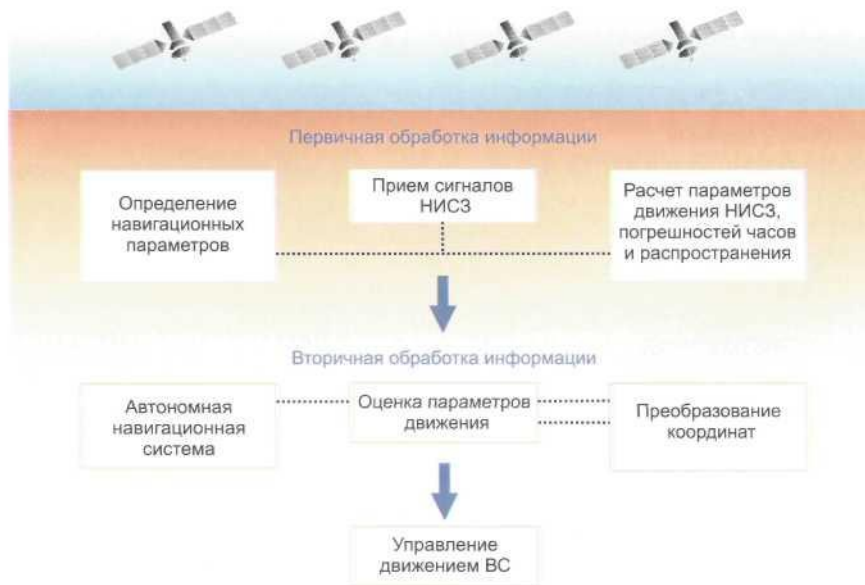 Первичная обработка информации
Определение
навигационных
параметров
Прием сигналов
НИСЗ
Расчет параметров
движения НИСЗ,
погрешностей часов
и распространения
Вторичная обработка информации
Автономная
навигационная
система
Оценка параметров
движения
Преобразование
координат
Управление
движением ВС